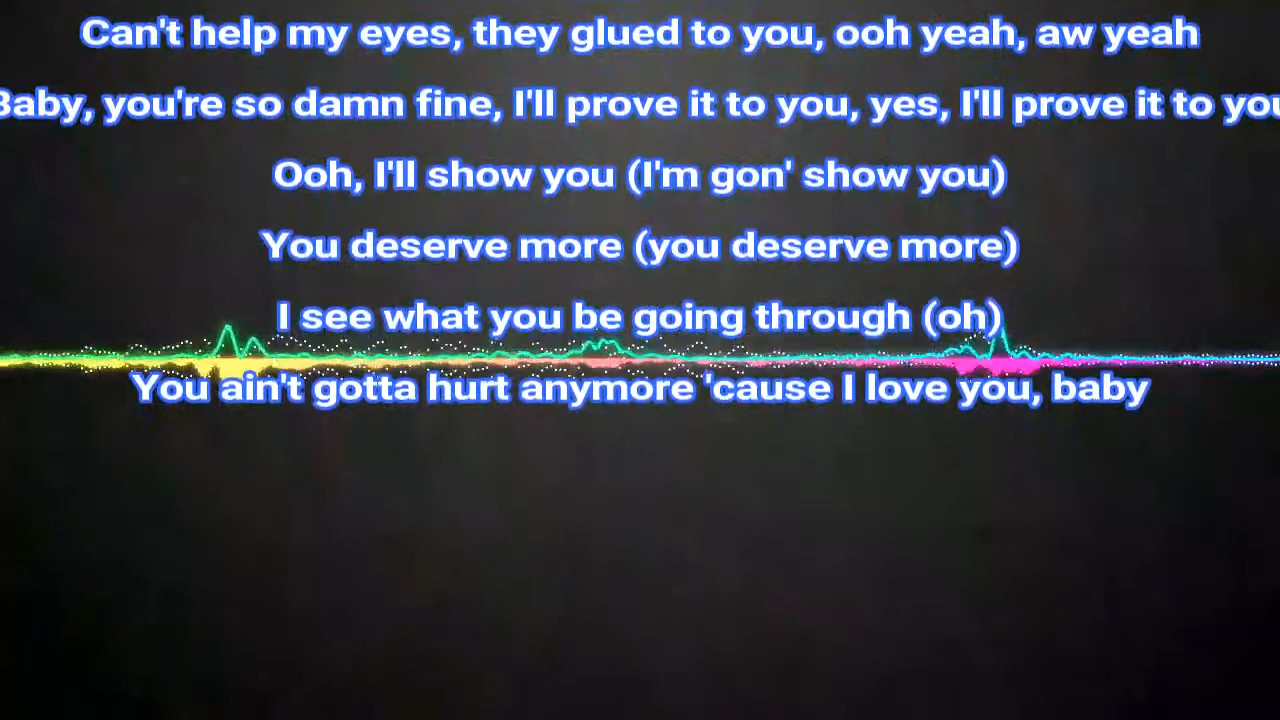 Can't help my eyes, they glued to you, ooh yeah, aw yeah
Baby, you're so damn fine, I'll prove it to you, yes, I'll prove it to you
Ooh, I'll show you (I'm gon' show you)
You deserve more (you deserve more)
I see what you be going through (oh)
You ain't gotta hurt anymore 'cause I love you, baby